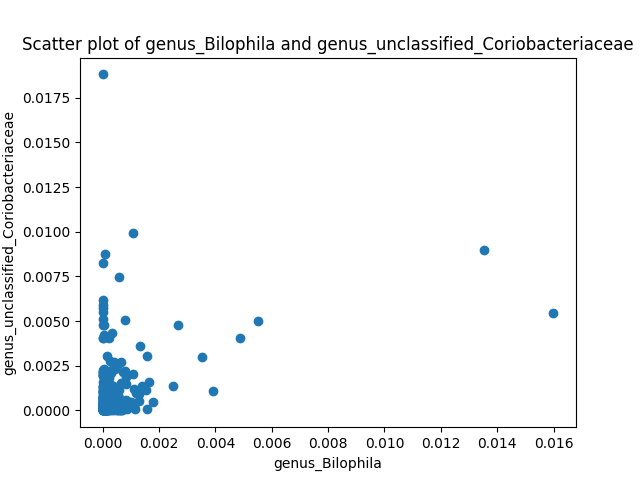 Scatter plot of genus_Bilophila and genus_unclassified_Coriobacteriaceae
genus_unclassified_Coriobacteriaceae
0.0175
0.0150
0.0125
0.0100
0.0075
0.0050
0.0025
0.0000
0.000 0.002 0.004 0.006 0.008 0.010 0.012 0.014 0.016
genus_Bilophila